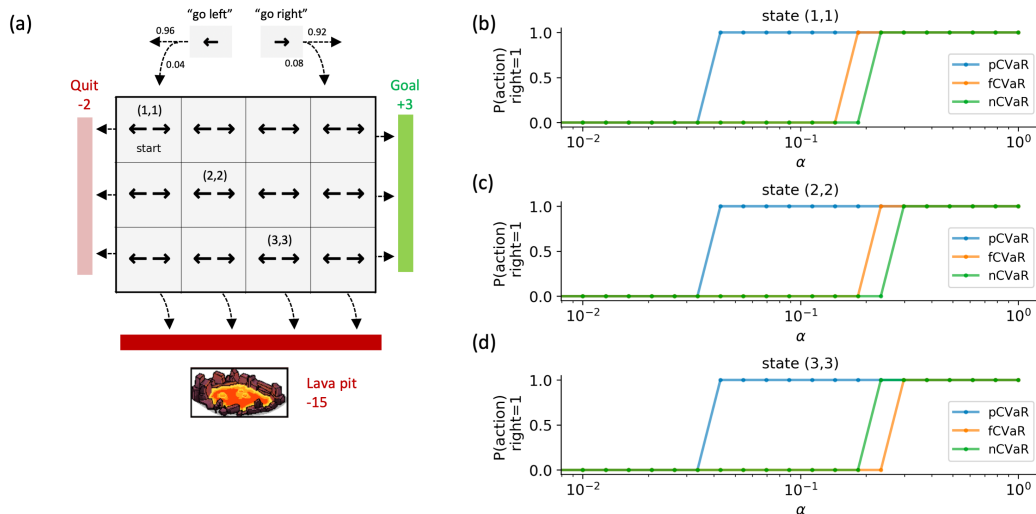 (a)
"go left" "go right"
0.96 0.92
0.04 0.08
Quit
-2
Goal
+3
(1,1)
start
(2,2)
(3,3)
Lava pit
-15
(b)
state (1,1)
P(action)
right=1
1.0
0.5
0.0
10⁻² 10⁻¹ 10⁰
α
pCVaR
fCVaR
nCVaR
(c)
state (2,2)
P(action)
right=1
1.0
0.5
0.0
10⁻² 10⁻¹ 10⁰
α
pCVaR
fCVaR
nCVaR
(d)
state (3,3)
P(action)
right=1
1.0
0.5
0.0
10⁻² 10⁻¹ 10⁰
α
pCVaR
fCVaR
nCVaR